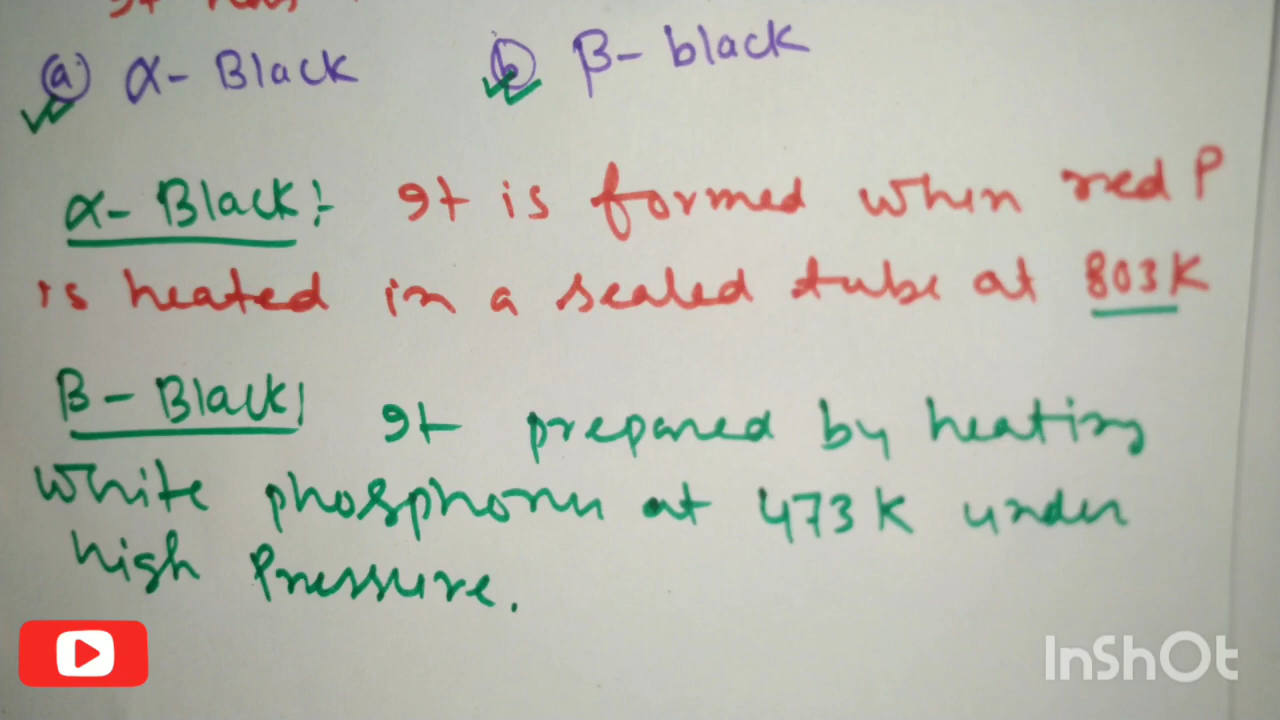 (a) α- Black (b) β- black
α- Black:- It is formed when red P
is heated in a sealed tube at 803K
β- Black: It prepared by heating
white phosphorus at 473K under
high Pressure.
InShOt